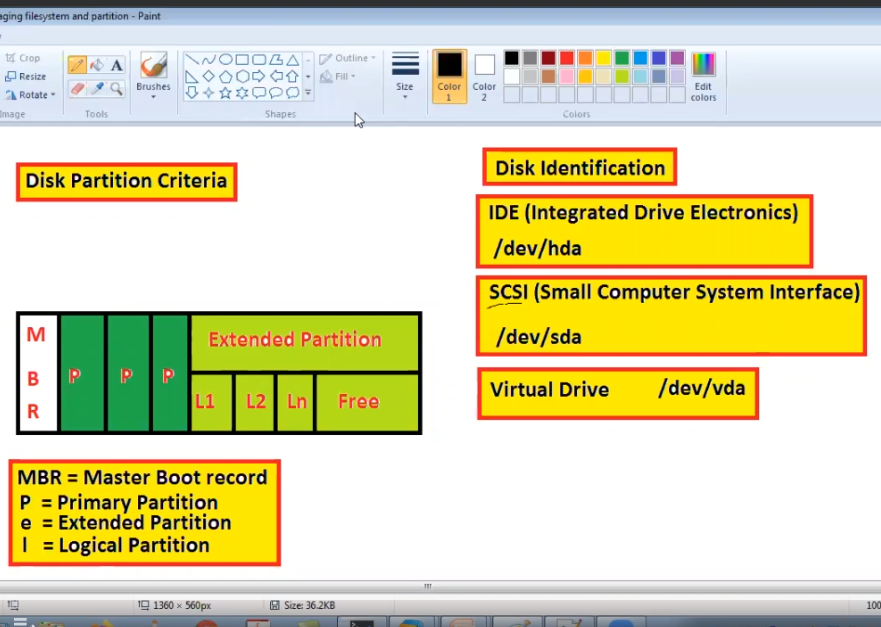 aging filesystem and partition - Paint
Crop
Resize
Rotate
Image
A
Tools
Brushes
Outline
Fill
Shapes
Size
Color
1
Color
2
Edit
colors
Colors
Disk Partition Criteria
Disk Identification
IDE (Integrated Drive Electronics)
/dev/hda
SCSI (Small Computer System Interface)
/dev/sda
Virtual Drive /dev/vda
M
B
R
P P P
Extended Partition
L1 L2 Ln Free
MBR = Master Boot record
P = Primary Partition
e = Extended Partition
l = Logical Partition
1360 × 560px
Size: 36.2KB
100